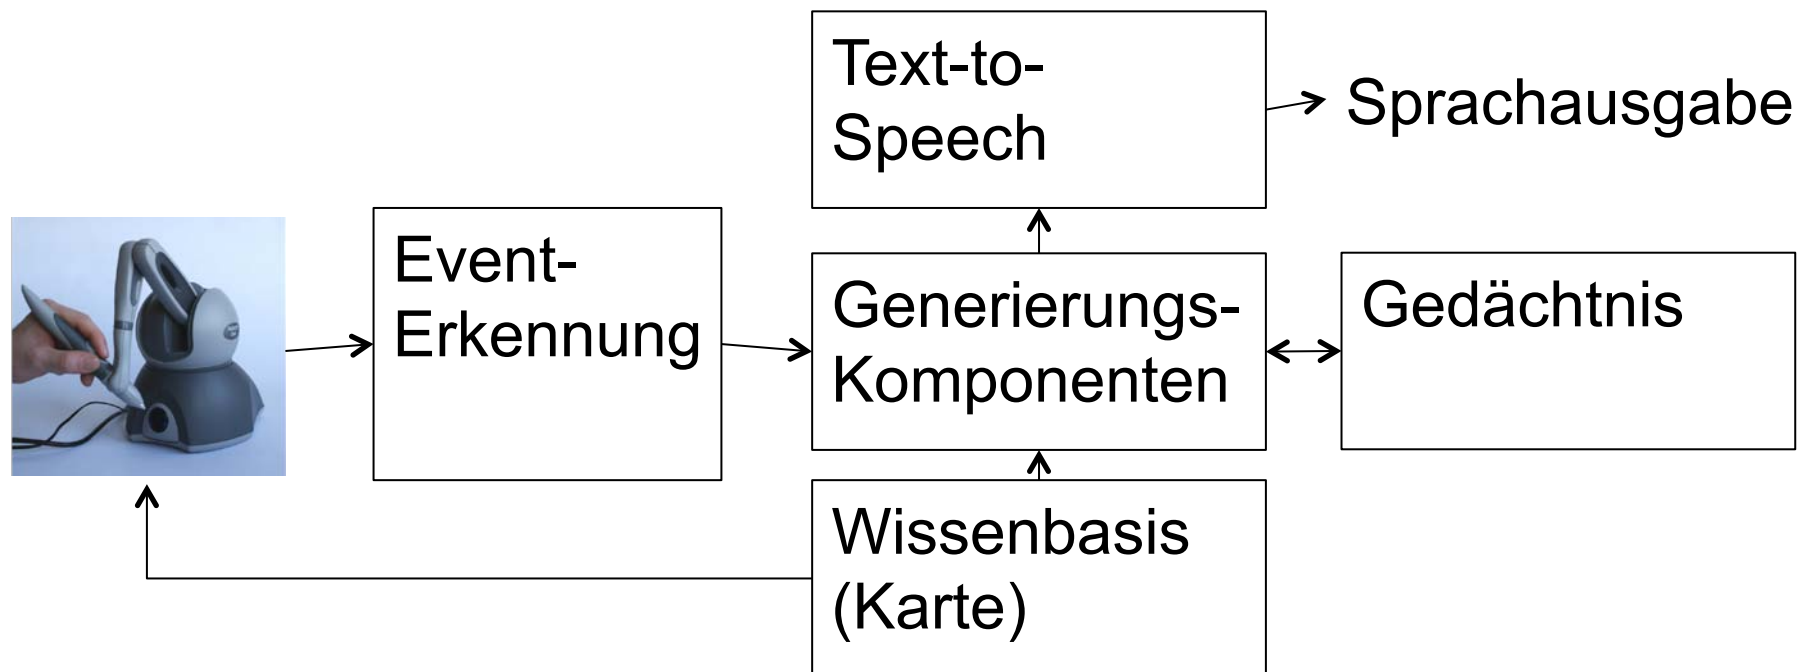 Text-to-
Speech
Sprachausgabe
Event-
Erkennung
Generierungs-
Komponenten
Gedächtnis
Wissenbasis
(Karte)